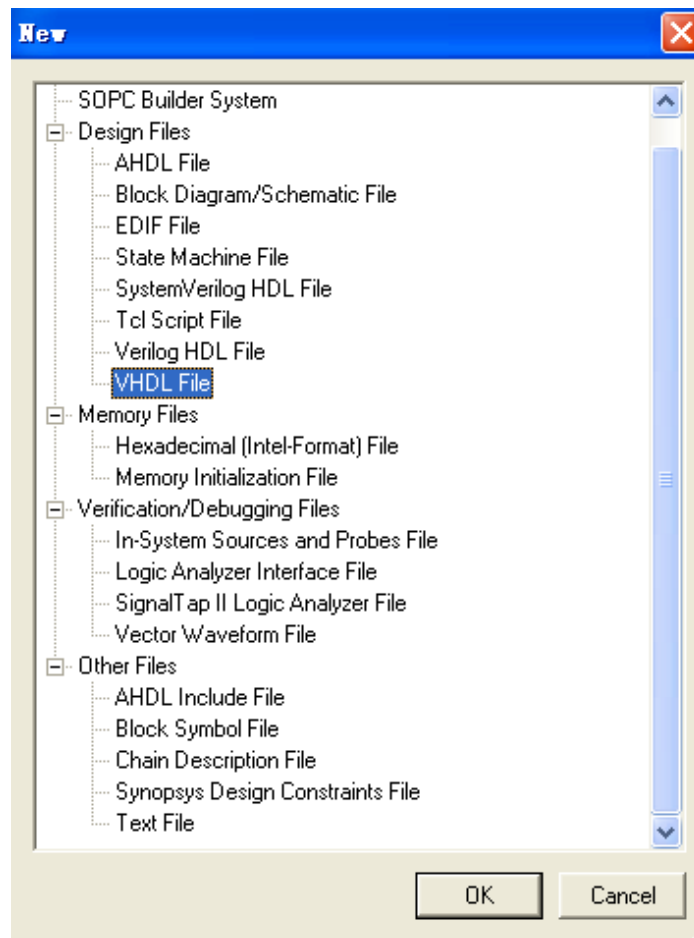 New
SOPC Builder System
Design Files
AHDL File
Block Diagram/Schematic File
EDIF File
State Machine File
SystemVerilog HDL File
Tcl Script File
Verilog HDL File
VHDL File
Memory Files
Hexadecimal (Intel-Format) File
Memory Initialization File
Verification/Debugging Files
In-System Sources and Probes File
Logic Analyzer Interface File
SignalTap II Logic Analyzer File
Vector Waveform File
Other Files
AHDL Include File
Block Symbol File
Chain Description File
Synopsys Design Constraints File
Text File
OK Cancel